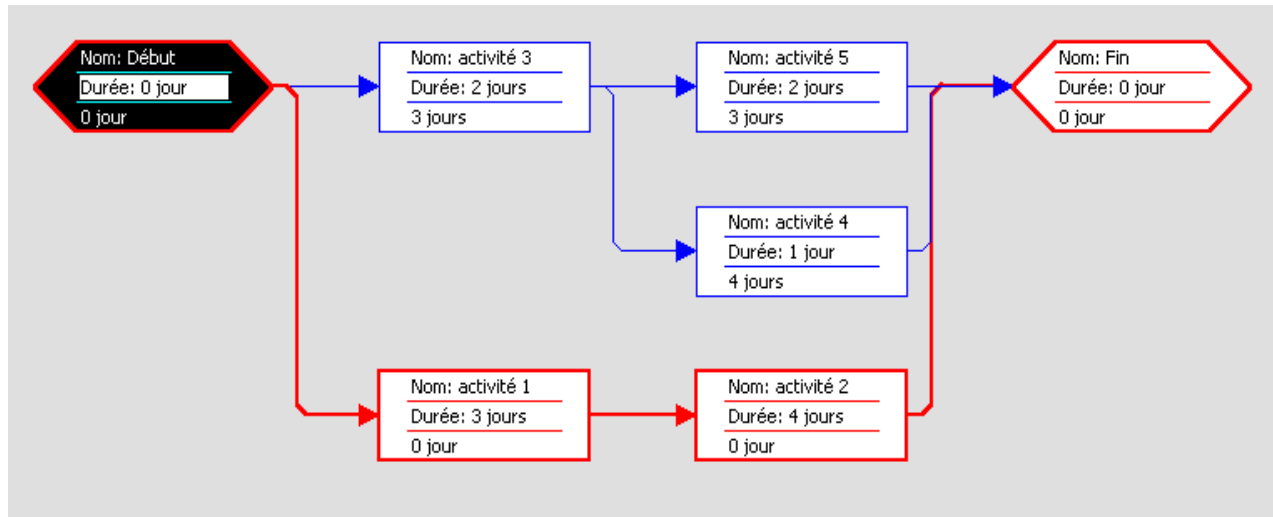 Nom: Début
Durée: 0 jour
0 jour
Nom: activité 3
Durée: 2 jours
3 jours
Nom: activité 5
Durée: 2 jours
3 jours
Nom: Fin
Durée: 0 jour
0 jour
Nom: activité 4
Durée: 1 jour
4 jours
Nom: activité 1
Durée: 3 jours
0 jour
Nom: activité 2
Durée: 4 jours
0 jour